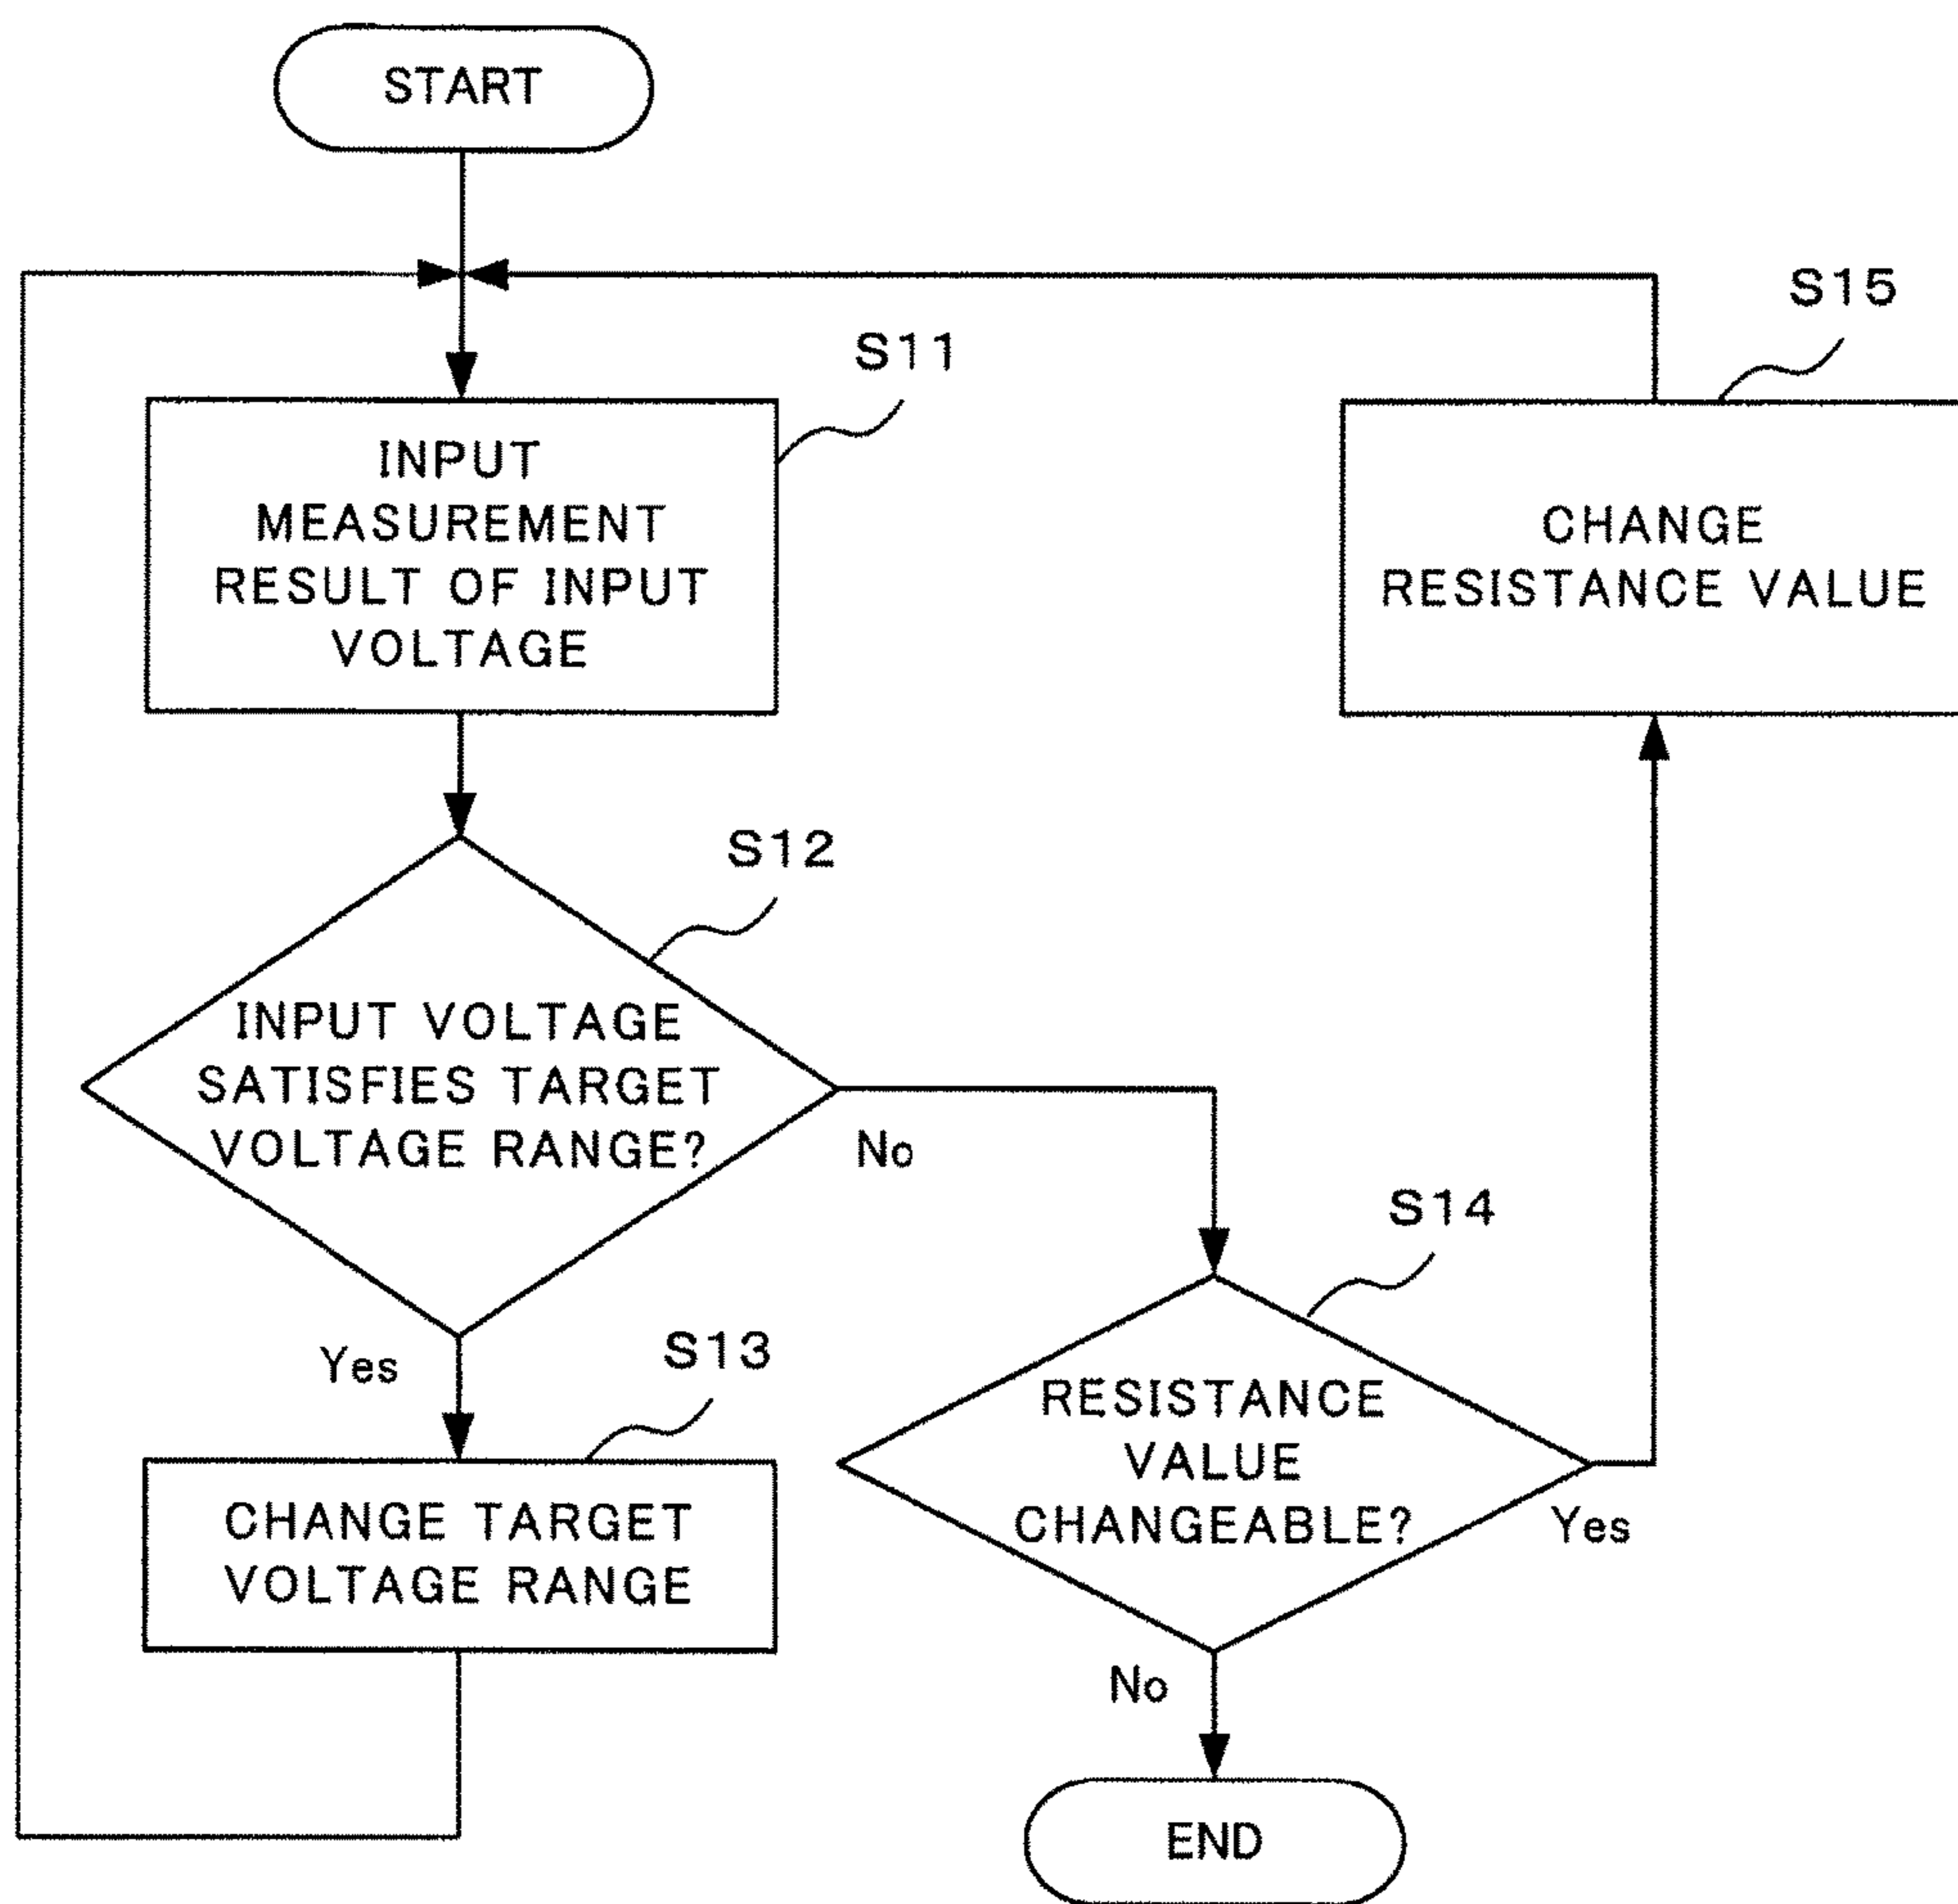 START
S15
S11
INPUT
MEASUREMENT
RESULT OF INPUT
VOLTAGE
CHANGE
RESISTANCE VALUE
S12
INPUT VOLTAGE
SATISFIES TARGET
VOLTAGE RANGE?
No
S14
Yes
S13
RESISTANCE
VALUE
CHANGEABLE?
Yes
CHANGE TARGET
VOLTAGE RANGE
No
END